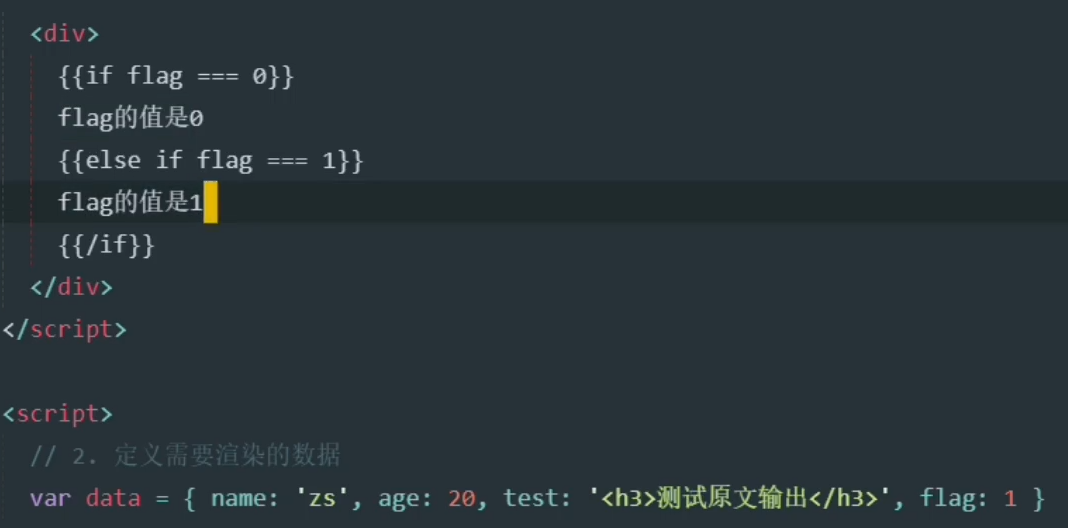 <div>
{{if flag === 0}}
flag的值是0
{{else if flag === 1}}
flag的值是1
{{/if}}
</div>
</script>
<script>
// 2. 定义需要渲染的数据
var data = { name: 'zs', age: 20, test: '<h3>测试原文输出</h3>', flag: 1 }